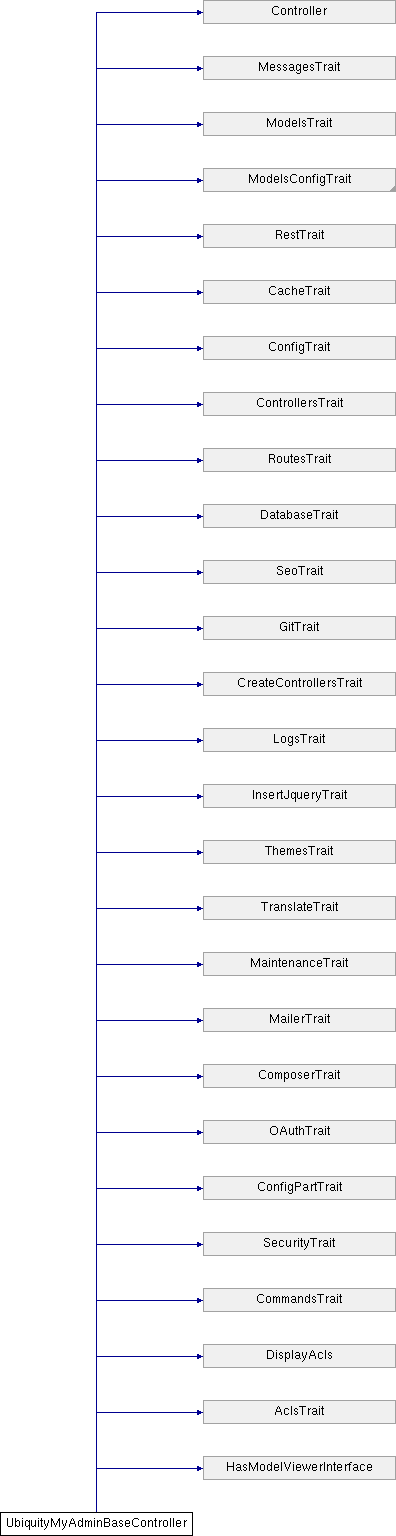 Controller
MessagesTrait
ModelsTrait
ModelsConfigTrait
RestTrait
CacheTrait
ConfigTrait
ControllersTrait
RoutesTrait
DatabaseTrait
SeoTrait
GitTrait
CreateControllersTrait
LogsTrait
InsertJqueryTrait
ThemesTrait
TranslateTrait
MaintenanceTrait
MailerTrait
ComposerTrait
OAuthTrait
ConfigPartTrait
SecurityTrait
CommandsTrait
DisplayAcls
AclsTrait
HasModelViewerInterface
UbiquityMyAdminBaseController